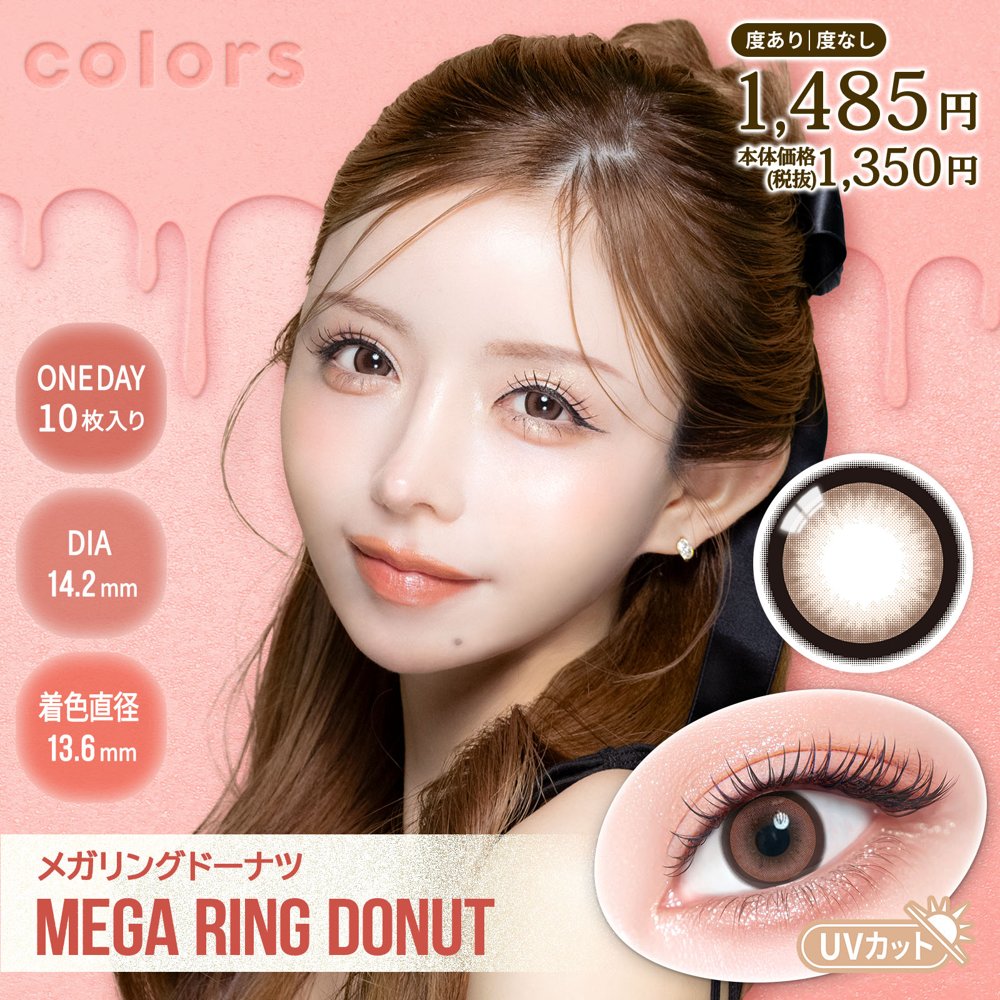 colors
度あり|度なし
1,485円
本体価格
(税抜)1,350円
ONE DAY
10枚入り
DIA
14.2mm
着色直径
13.6mm
メガリングドーナツ
MEGA RING DONUT
UVカット